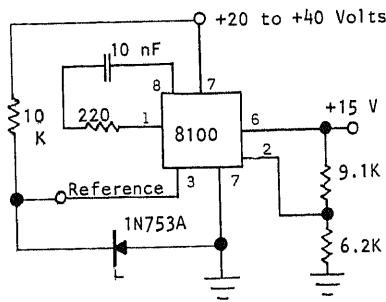 +20 to +40 Volts
10 nF
8
7
10
K
220
1
8100
6
+15 V
2
9.1K
Reference
3
7
1N753A
6.2K